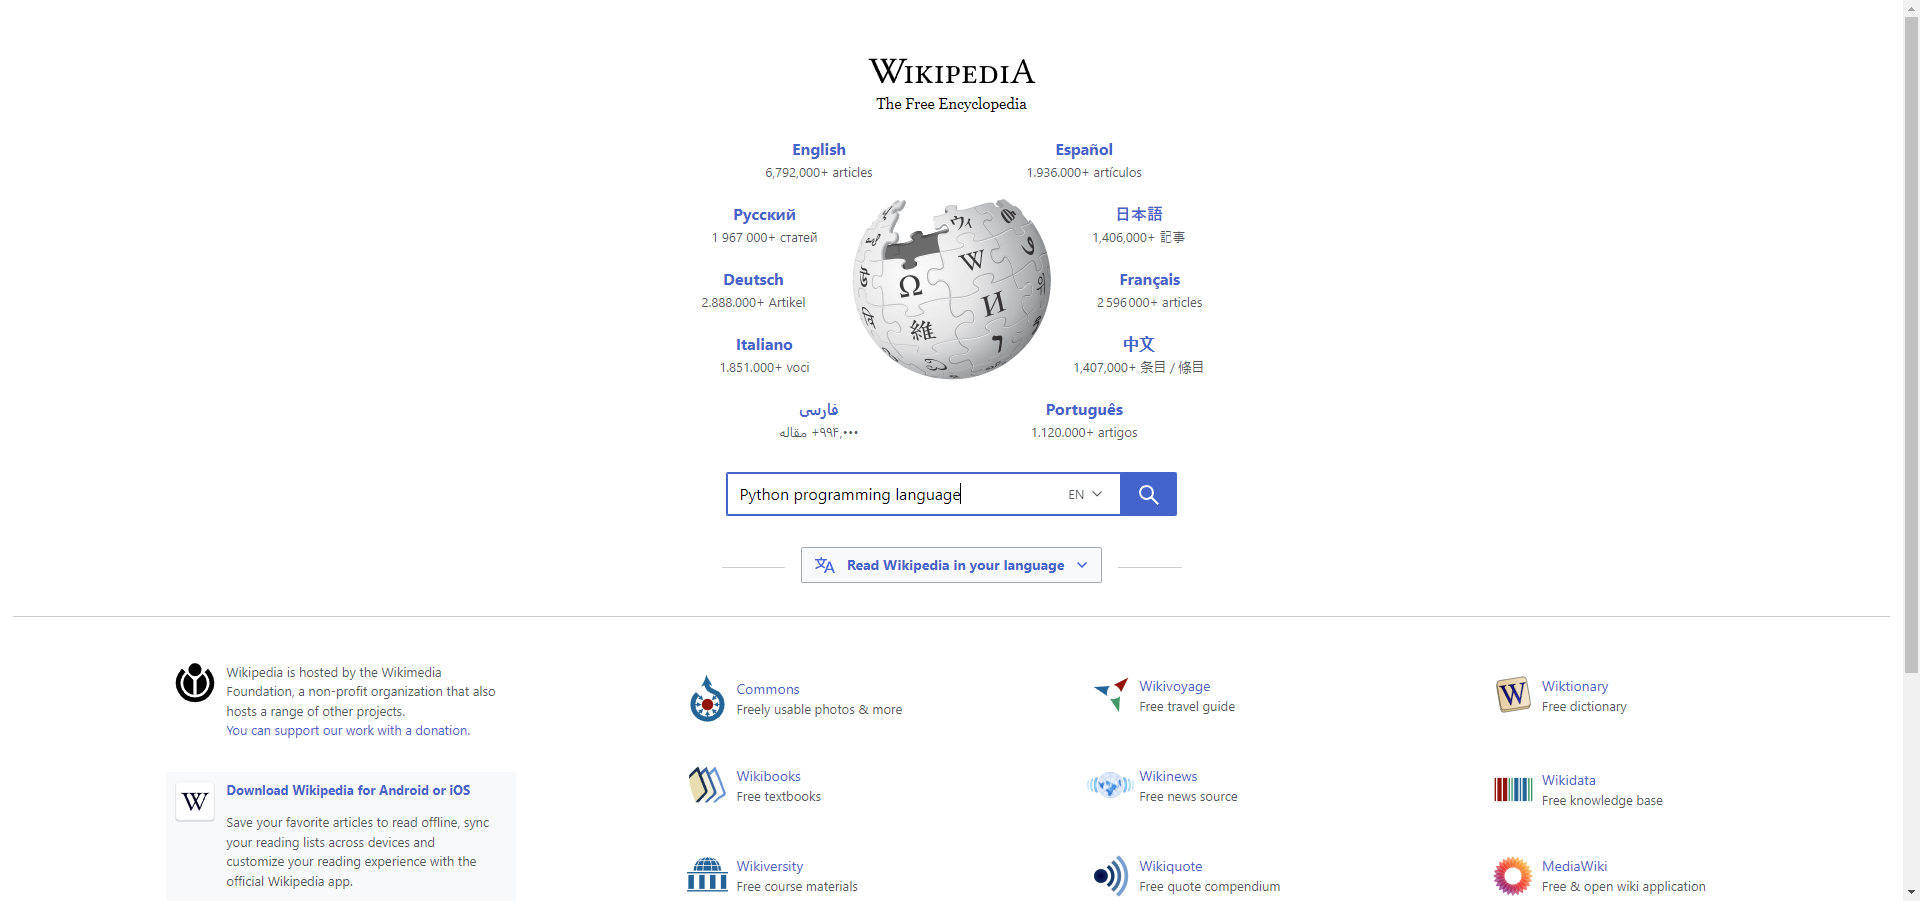 WIKIPEDIA
The Free Encyclopedia
English
6,792,000+ articles
Español
1.936.000+ artículos
Русский
1 967 000+ статей
日本語
1,406,000+ 記事
Deutsch
2.888.000+ Artikel
Français
2 596 000+ articles
Italiano
1.851.000+ voci
中文
1,407,000+ 条目 / 條目
فارسی
۹۹۴٬۰۰۰+ مقاله
Português
1.120.000+ artigos
Ω W И 維 ウィ
Python programming language EN
Read Wikipedia in your language
Wikipedia is hosted by the Wikimedia
Foundation, a non-profit organization that also
hosts a range of other projects.
You can support our work with a donation.
W
Download Wikipedia for Android or iOS
Save your favorite articles to read offline, sync
your reading lists across devices and
customize your reading experience with the
official Wikipedia app.
Commons
Freely usable photos & more
Wikivoyage
Free travel guide
W
Wiktionary
Free dictionary
Wikibooks
Free textbooks
Wikinews
Free news source
Wikidata
Free knowledge base
Wikiversity
Free course materials
Wikiquote
Free quote compendium
MediaWiki
Free & open wiki application